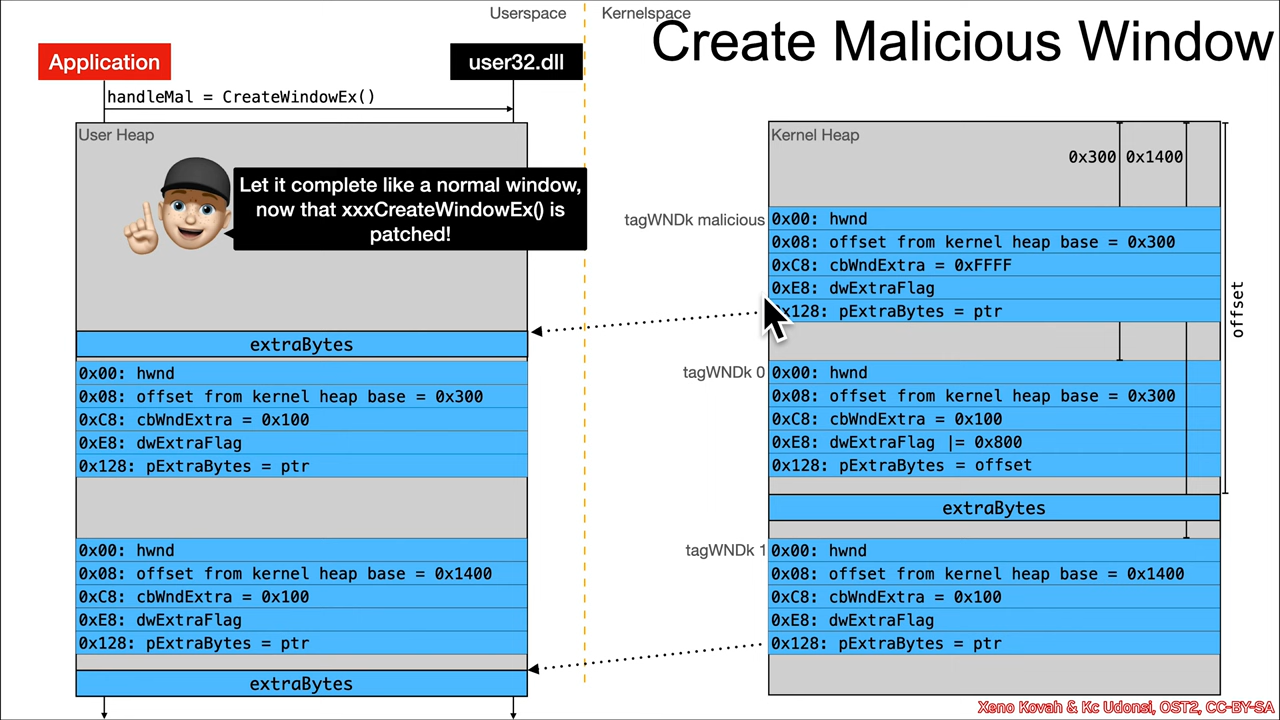 Userspace
Kernelspace
Create Malicious Window
Application
user32.dll
handleMal = CreateWindowEx()
User Heap
Let it complete like a normal window,
now that xxxCreateWindowEx() is
patched!
extraBytes
0x00: hwnd
0x08: offset from kernel heap base = 0x300
0xC8: cbWndExtra = 0x100
0xE8: dwExtraFlag
0x128: pExtraBytes = ptr
0x00: hwnd
0x08: offset from kernel heap base = 0x1400
0xC8: cbWndExtra = 0x100
0xE8: dwExtraFlag
0x128: pExtraBytes = ptr
extraBytes
Kernel Heap
0x300
0x1400
offset
tagWNDk malicious
0x00: hwnd
0x08: offset from kernel heap base = 0x300
0xC8: cbWndExtra = 0xFFFF
0xE8: dwExtraFlag
0x128: pExtraBytes = ptr
tagWNDk 0
0x00: hwnd
0x08: offset from kernel heap base = 0x300
0xC8: cbWndExtra = 0x100
0xE8: dwExtraFlag |= 0x800
0x128: pExtraBytes = offset
extraBytes
tagWNDk 1
0x00: hwnd
0x08: offset from kernel heap base = 0x1400
0xC8: cbWndExtra = 0x100
0xE8: dwExtraFlag
0x128: pExtraBytes = ptr
Xeno Kovah & Kc Udonsi, OST2, CC-BY-SA